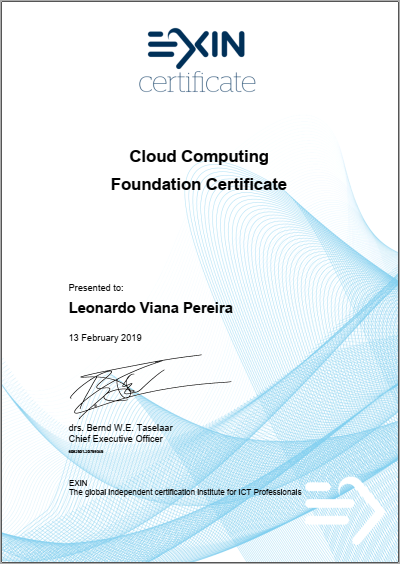 EXIN
certificate
Cloud Computing
Foundation Certificate
Presented to:
Leonardo Viana Pereira
13 February 2019
drs. Bernd W.E. Taselaar
Chief Executive Officer
EXIN
The global Independent certification Institute for ICT Professionals